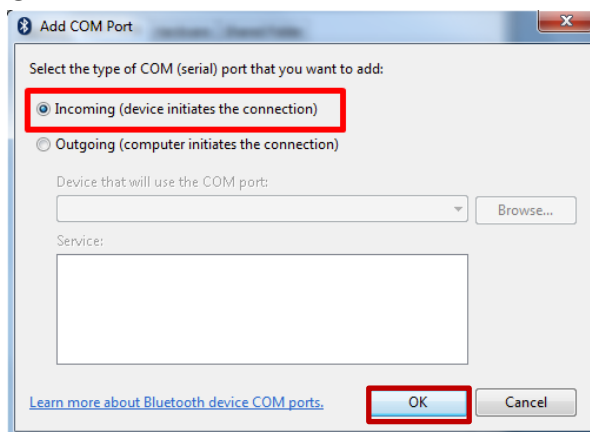 Add COM Port
Select the type of COM (serial) port that you want to add:
Incoming (device initiates the connection)
Outgoing (computer initiates the connection)
Device that will use the COM port:
Browse...
Service:
Learn more about Bluetooth device COM ports.
OK Cancel